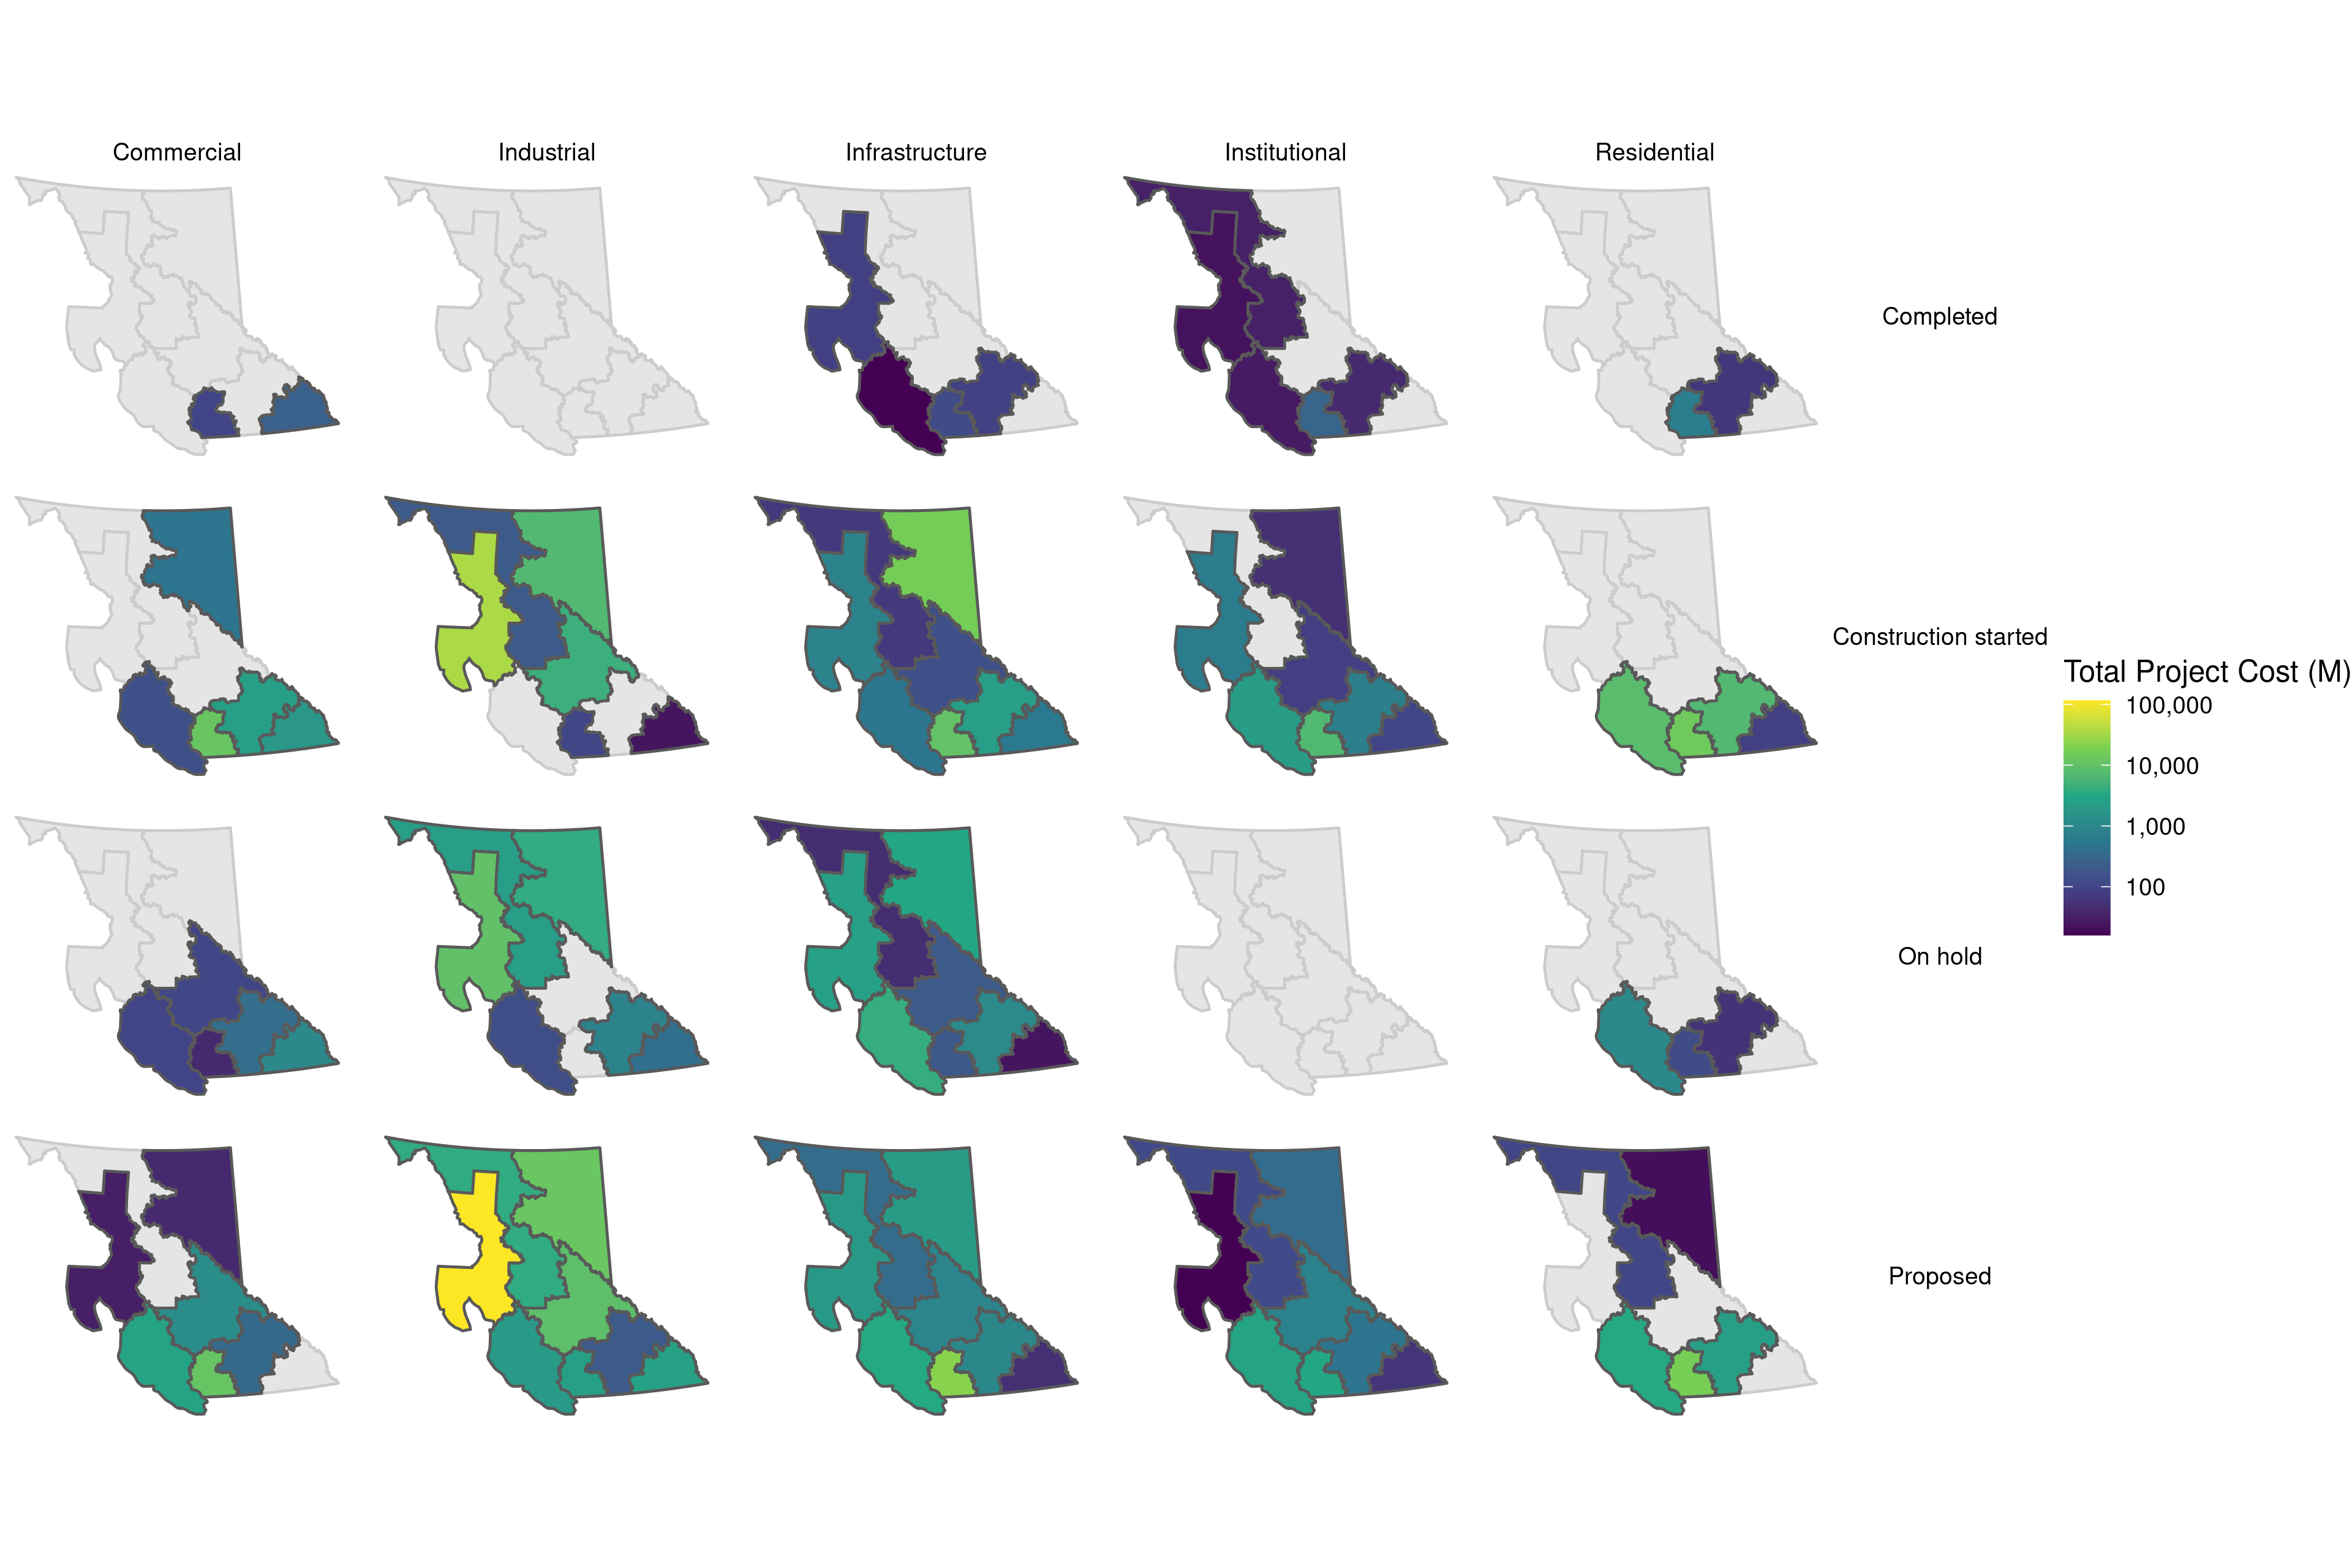 Commercial
Industrial
Infrastructure
Institutional
Residential
Completed
Construction started
On hold
Proposed
Total Project Cost (M)
100,000
10,000
1,000
100